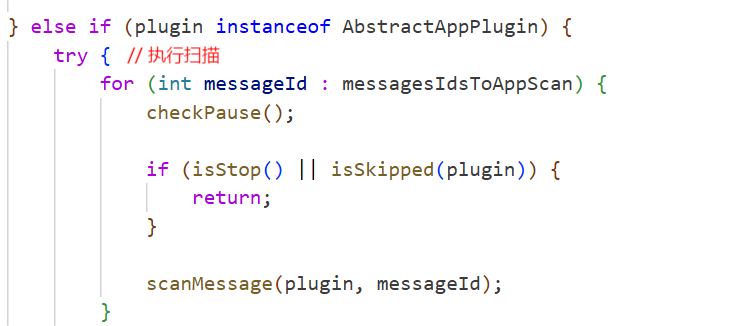 } else if (plugin instanceof AbstractAppPlugin) {
try { // 执行扫描
for (int messageId : messagesIdsToAppScan) {
checkPause();
if (isStop() || isSkipped(plugin)) {
return;
}
scanMessage(plugin, messageId);
}